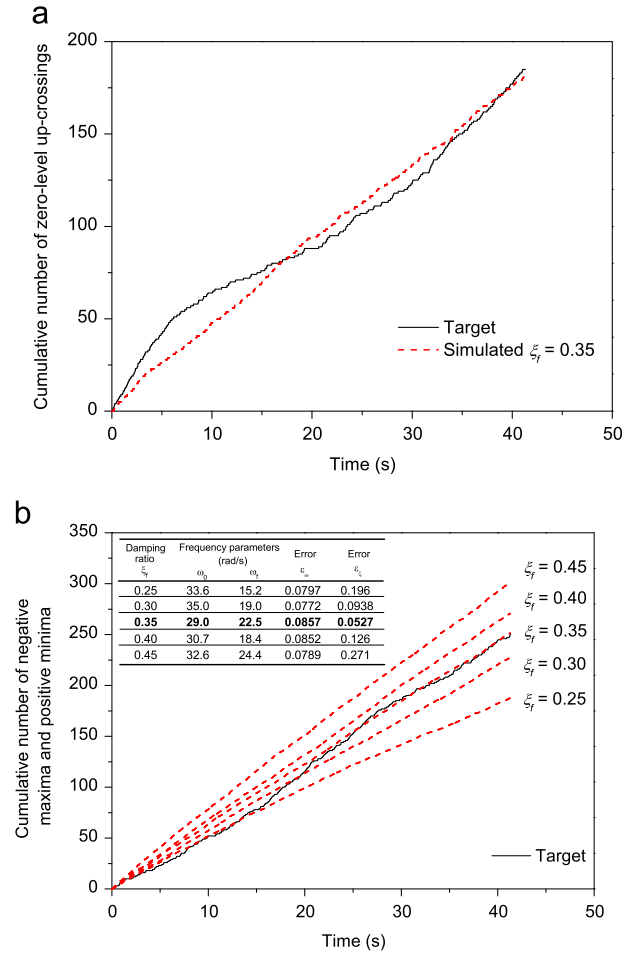 a
200
150
100
50
0
Cumulative number of zero-level up-crossings
Target
Simulated ξf = 0.35
0 10 20 30 40 50
Time (s)
b
350
300
250
200
150
100
50
0
Cumulative number of negative
maxima and positive minima
Damping ratio ξf Frequency parameters (rad/s) Error Error
ω0 ωf εω εξ
0.25 33.6 15.2 0.0797 0.196
0.30 35.0 19.0 0.0772 0.0938
0.35 29.0 22.5 0.0857 0.0527
0.40 30.7 18.4 0.0852 0.126
0.45 32.6 24.4 0.0789 0.271
ξf = 0.45
ξf = 0.40
ξf = 0.35
ξf = 0.30
ξf = 0.25
Target
0 10 20 30 40 50
Time (s)